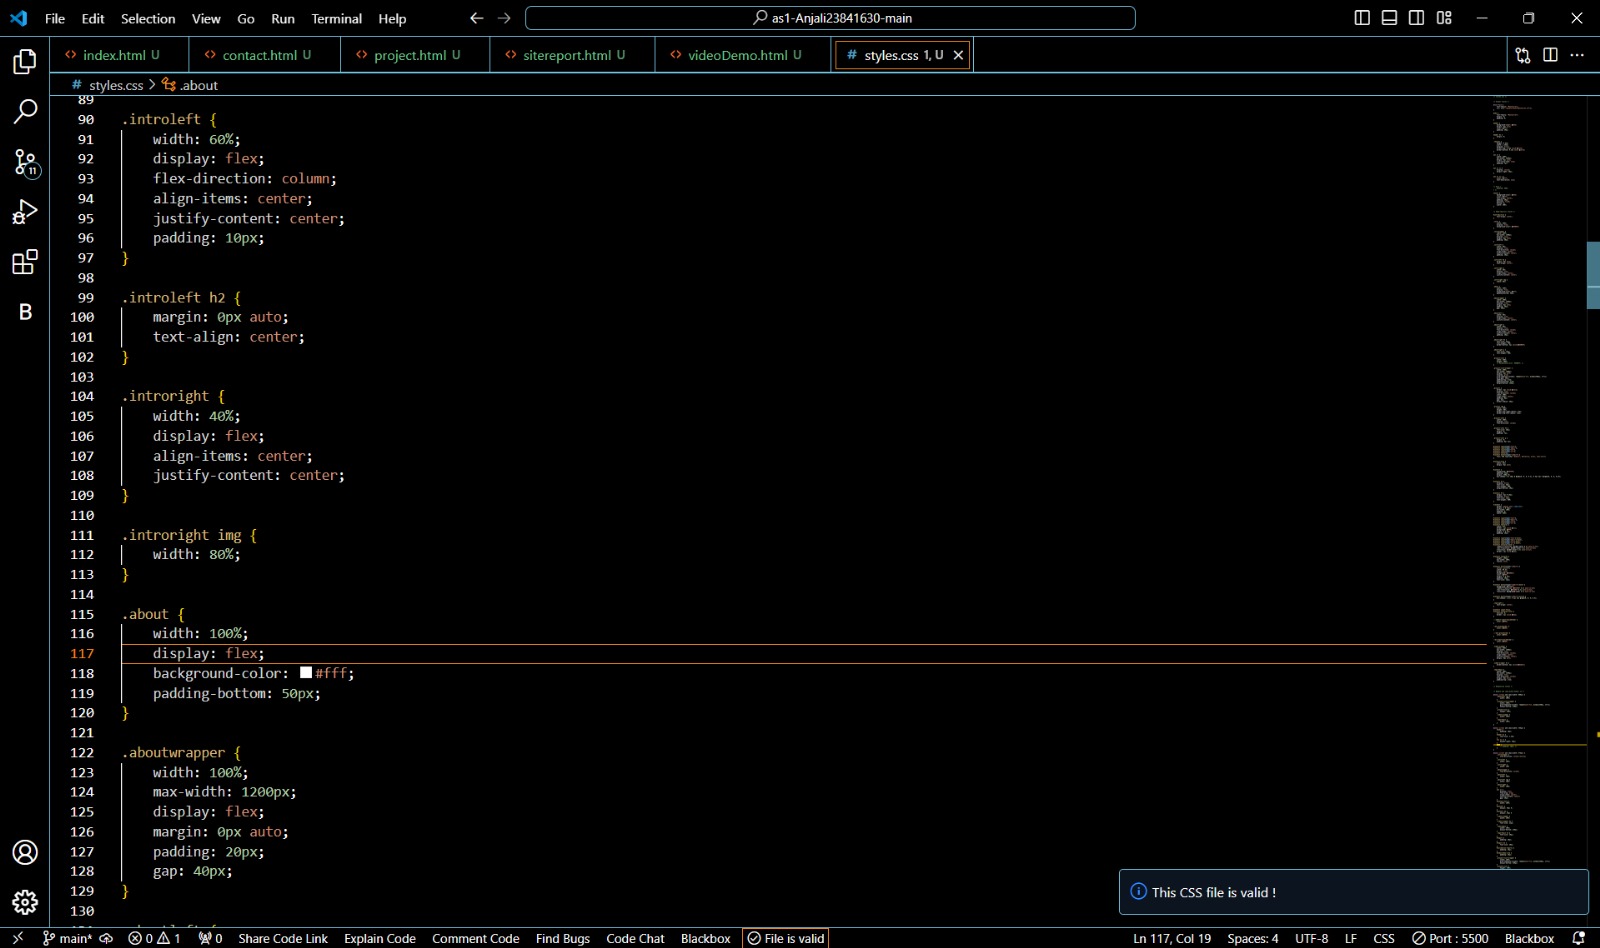 File Edit Selection View Go Run Terminal Help as1-Anjali23841630-main
index.html U contact.html U project.html U sitereport.html U videoDemo.html U # styles.css 1, U
# styles.css > .about
89
90 .introleft {
91 width: 60%;
92 display: flex;
93 flex-direction: column;
94 align-items: center;
95 justify-content: center;
96 padding: 10px;
97 }
98
99 .introleft h2 {
100 margin: 0px auto;
101 text-align: center;
102 }
103
104 .introright {
105 width: 40%;
106 display: flex;
107 align-items: center;
108 justify-content: center;
109 }
110
111 .introright img {
112 width: 80%;
113 }
114
115 .about {
116 width: 100%;
117 display: flex;
118 background-color: #fff;
119 padding-bottom: 50px;
120 }
121
122 .aboutwrapper {
123 width: 100%;
124 max-width: 1200px;
125 display: flex;
126 margin: 0px auto;
127 padding: 20px;
128 gap: 40px;
129 }
130
11
B
This CSS file is valid !
main* 0 1 0 Share Code Link Explain Code Comment Code Find Bugs Code Chat Blackbox File is valid Ln 117, Col 19 Spaces: 4 UTF-8 LF CSS Port : 5500 Blackbox